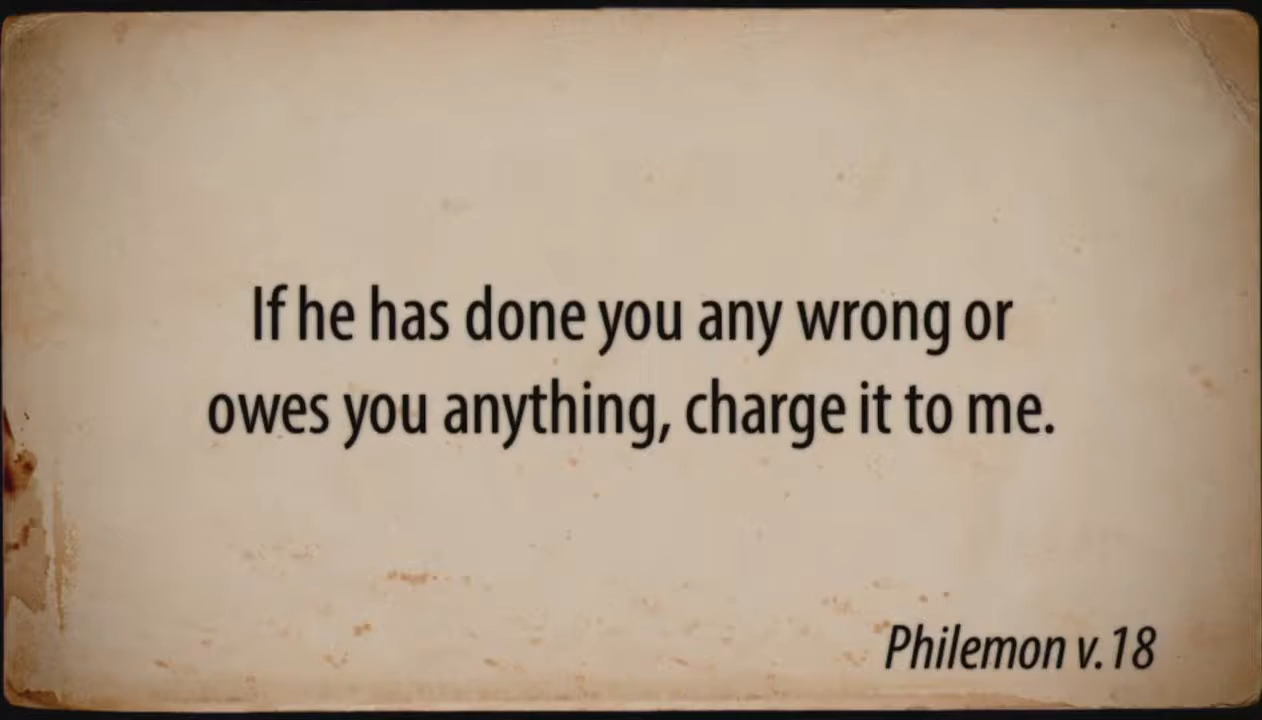 If he has done you any wrong or
owes you anything, charge it to me.
Philemon v.18